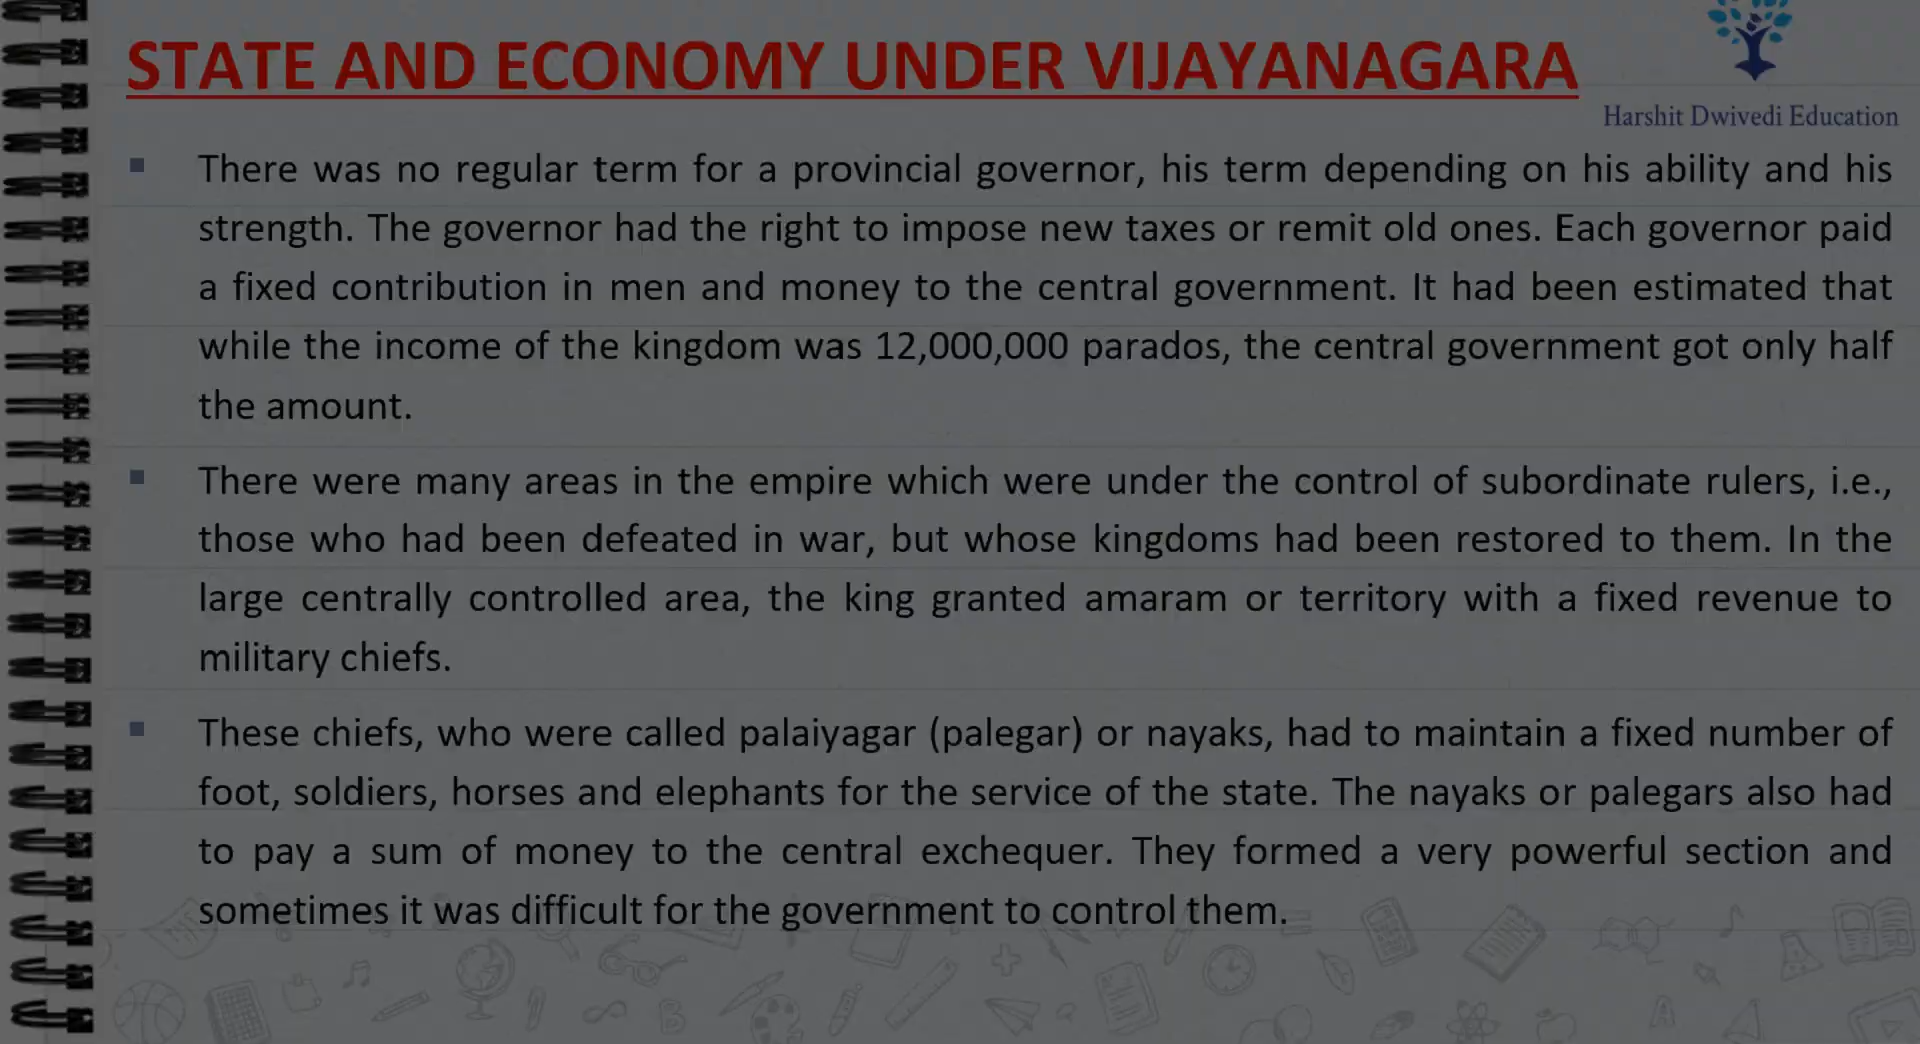 STATE AND ECONOMY UNDER VIJAYANAGARA
Harshit Dwivedi Education
There was no regular term for a provincial governor, his term depending on his ability and his
strength. The governor had the right to impose new taxes or remit old ones. Each governor paid
a fixed contribution in men and money to the central government. It had been estimated that
while the income of the kingdom was 12,000,000 parados, the central government got only half
the amount.
There were many areas in the empire which were under the control of subordinate rulers, i.e.,
those who had been defeated in war, but whose kingdoms had been restored to them. In the
large centrally controlled area, the king granted amaram or territory with a fixed revenue to
military chiefs.
These chiefs, who were called palaiyagar (palegar) or nayaks, had to maintain a fixed number of
foot, soldiers, horses and elephants for the service of the state. The nayaks or palegars also had
to pay a sum of money to the central exchequer. They formed a very powerful section and
sometimes it was difficult for the government to control them.